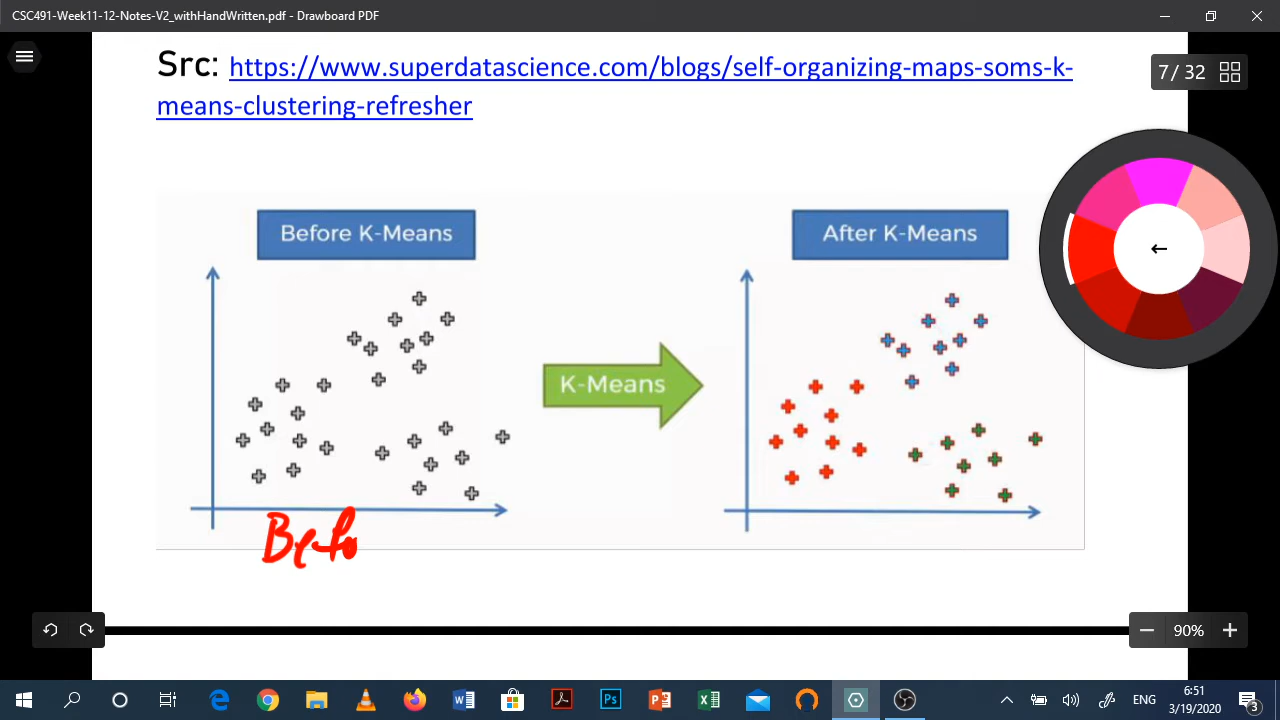 CSC491-Week11-12-Notes-V2_withHandWritten.pdf - Drawboard PDF
Src: https://www.superdatascience.com/blogs/self-organizing-maps-soms-k-
means-clustering-refresher
7 / 32
Before K-Means
After K-Means
K-Means
Befo
90%
ENG
6:51
3/19/2020
3